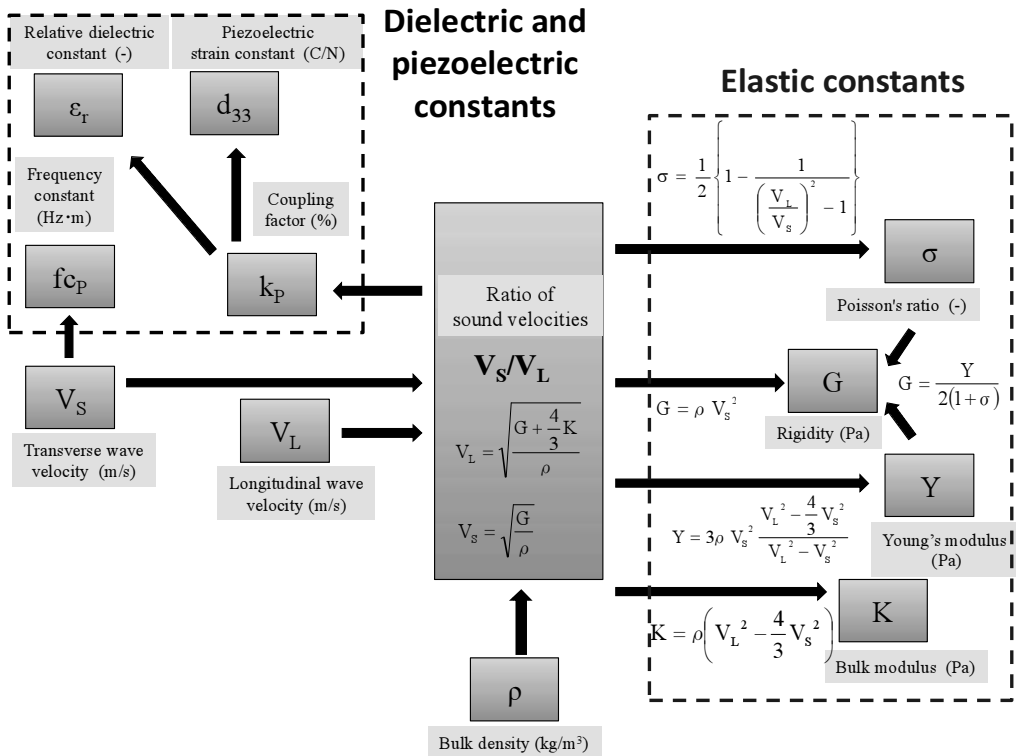 Dielectric and
piezoelectric
constants
Relative dielectric
constant (-)
Piezoelectric
strain constant (C/N)
εr
d33
Frequency
constant
(Hz·m)
Coupling
factor (%)
fcP
kP
VS
Transverse wave
velocity (m/s)
VL
Longitudinal wave
velocity (m/s)
Ratio of
sound velocities
VS/VL
VL = √((G + 4/3 K)/ρ)
VS = √(G/ρ)
ρ
Bulk density (kg/m³)
Elastic constants
σ = 1/2 {1 − 1/((VL/VS)² − 1)}
σ
Poisson's ratio (-)
G = ρ VS²
G
Rigidity (Pa)
G = Y/(2(1+σ))
Y
Young's modulus
(Pa)
Y = 3ρ VS² (VL² − 4/3 VS²)/(VL² − VS²)
K
K = ρ(VL² − 4/3 VS²)
Bulk modulus (Pa)